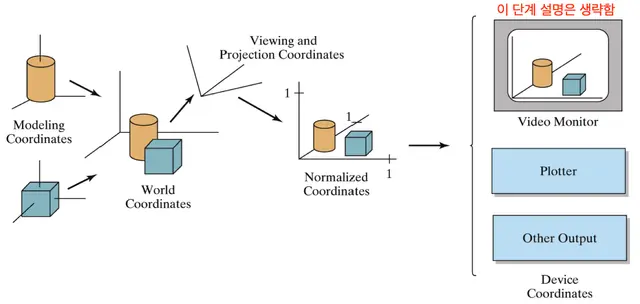 이 단계 설명은 생략함
Viewing and
Projection Coordinates
Modeling
Coordinates
World
Coordinates
1
1
1
Normalized
Coordinates
Video Monitor
Plotter
Other Output
Device
Coordinates